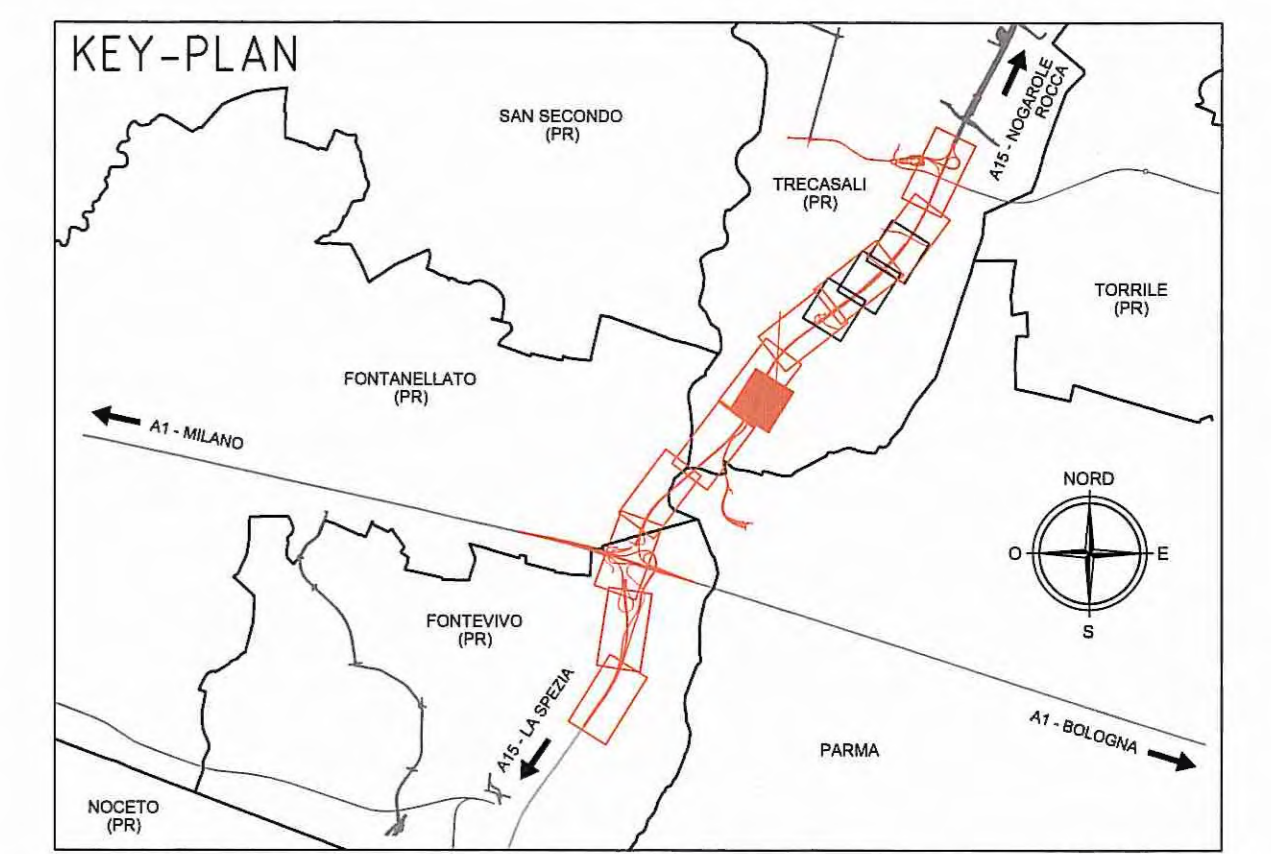 KEY-PLAN
SAN SECONDO
(PR)
A15 - NOGAROLE
ROCCA
TRECASALI
(PR)
TORRILE
(PR)
FONTANELLATO
(PR)
A1 - MILANO
NORD
O
E
S
FONTEVIVO
(PR)
A15 - LA SPEZIA
A1 - BOLOGNA
PARMA
NOCETO
(PR)